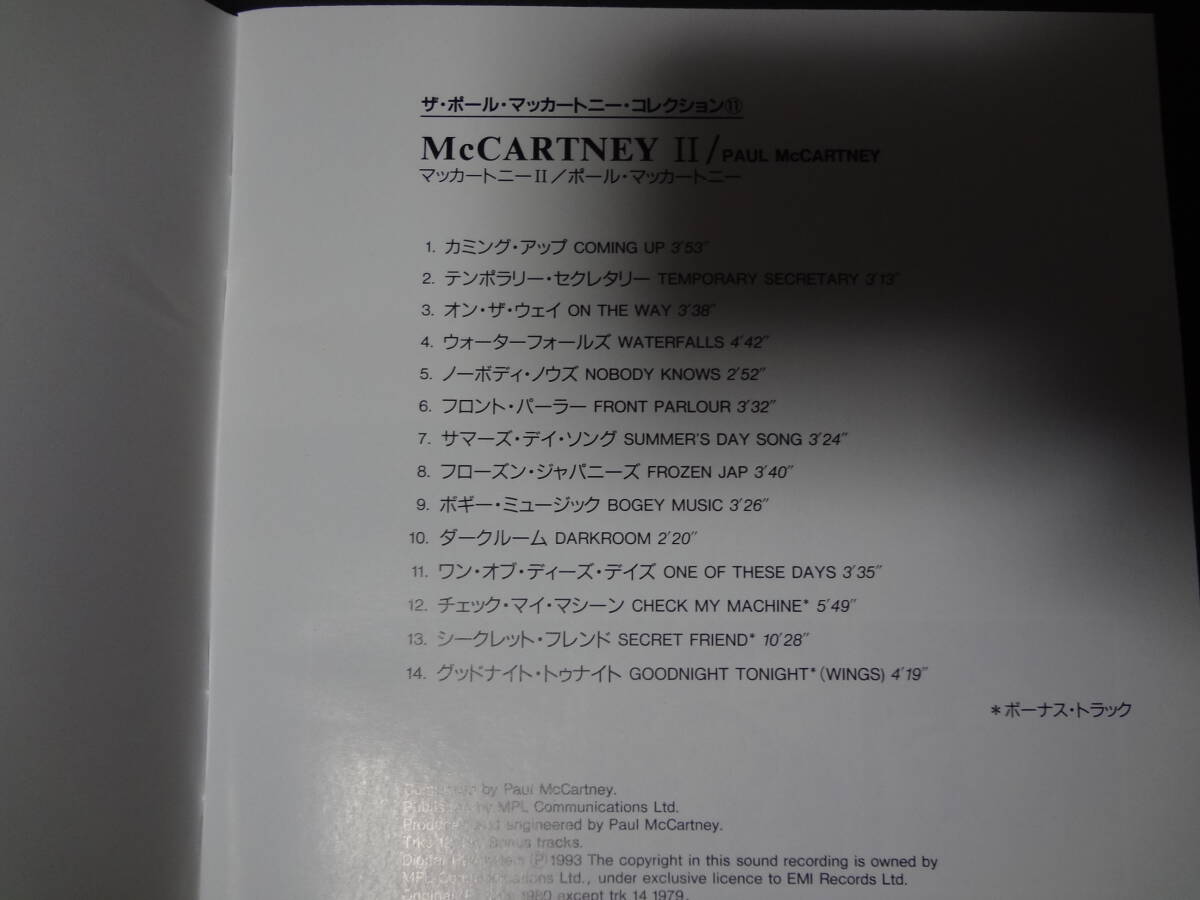 ザ・ポール・マッカートニー・コレクション⑪
McCARTNEY II/PAUL McCARTNEY
マッカートニーII/ポール・マッカートニー
1. カミング・アップ COMING UP 3'53"
2. テンポラリー・セクレタリー TEMPORARY SECRETARY 3'13"
3. オン・ザ・ウェイ ON THE WAY 3'38"
4. ウォーターフォールズ WATERFALLS 4'42"
5. ノーボディ・ノウズ NOBODY KNOWS 2'52"
6. フロント・パーラー FRONT PARLOUR 3'32"
7. サマーズ・デイ・ソング SUMMER'S DAY SONG 3'24"
8. フローズン・ジャパニーズ FROZEN JAP 3'40"
9. ボギー・ミュージック BOGEY MUSIC 3'26"
10. ダークルーム DARKROOM 2'20"
11. ワン・オブ・ディーズ・デイズ ONE OF THESE DAYS 3'35"
12. チェック・マイ・マシーン CHECK MY MACHINE* 5'49"
13. シークレット・フレンド SECRET FRIEND* 10'28"
14. グッドナイト・トゥナイト GOODNIGHT TONIGHT* (WINGS) 4'19"
*ボーナス・トラック
by Paul McCartney.
by MPL Communications Ltd.
and engineered by Paul McCartney.
Bonus tracks.
(P) 1993 The copyright in this sound recording is owned by
MPL Communications Ltd., under exclusive licence to EMI Records Ltd.
1980 except trk 14 1979.